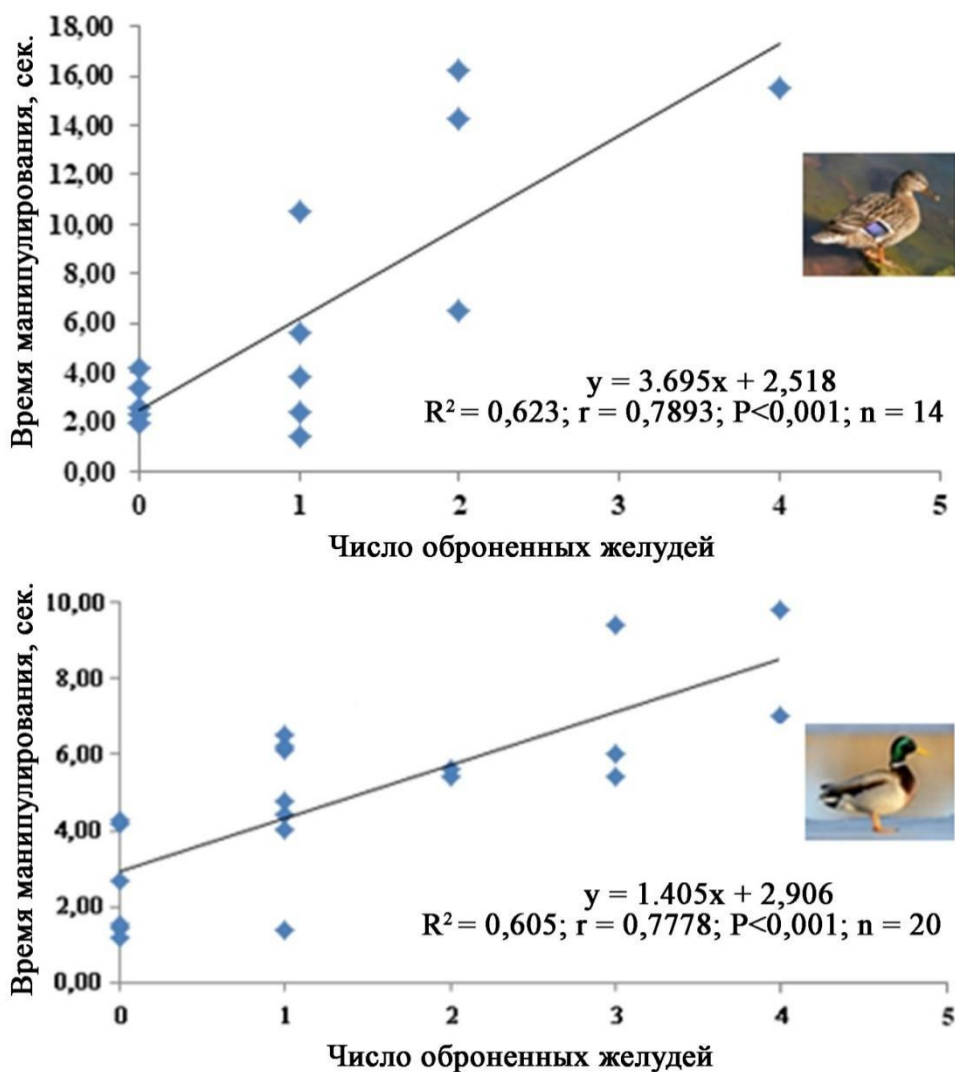 Время манипулирования, сек.
18,00
16,00
14,00
12,00
10,00
8,00
6,00
4,00
2,00
0,00
y = 3.695x + 2,518
R² = 0,623; r = 0,7893; P<0,001; n = 14
0 1 2 3 4 5
Число оброненных желудей
Время манипулирования, сек.
10,00
8,00
6,00
4,00
2,00
0,00
y = 1.405x + 2,906
R² = 0,605; r = 0,7778; P<0,001; n = 20
0 1 2 3 4 5
Число оброненных желудей